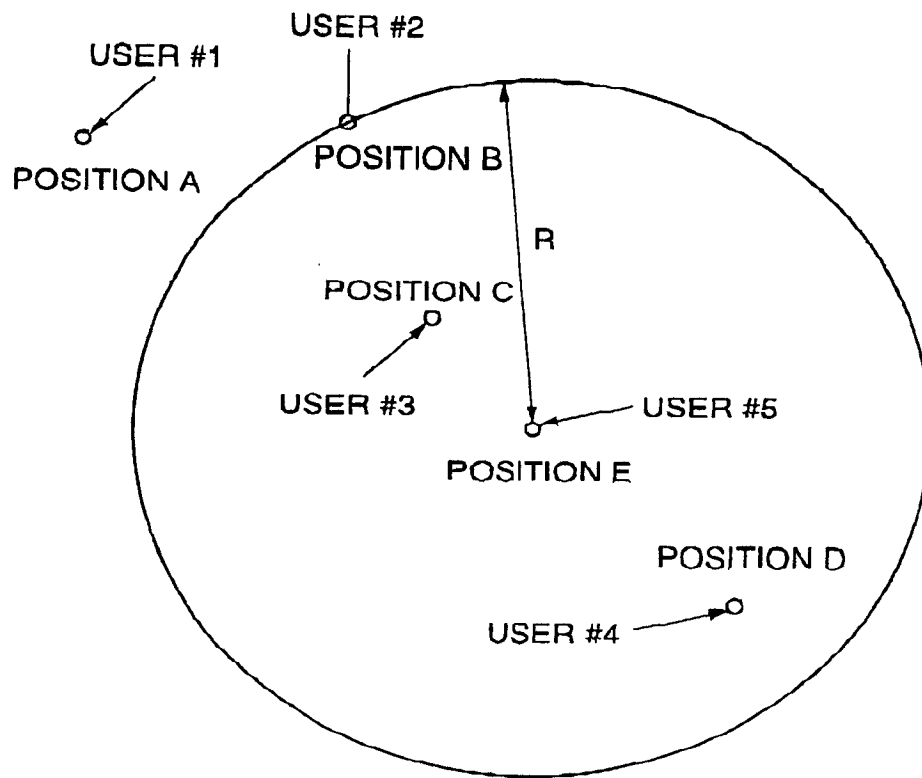 USER #2
USER #1
POSITION B
POSITION A
R
POSITION C
USER #3
USER #5
POSITION E
POSITION D
USER #4